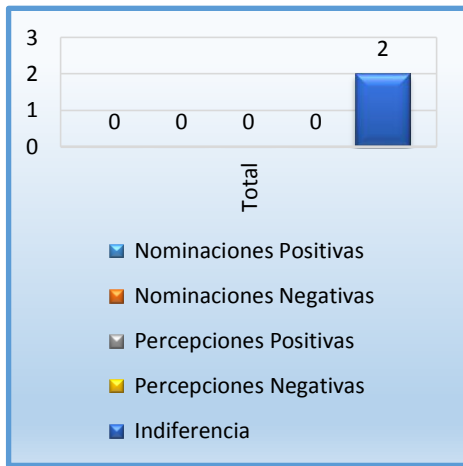 3
2
1
0
0
0
0
0
2
Total
Nominaciones Positivas
Nominaciones Negativas
Percepciones Positivas
Percepciones Negativas
Indiferencia